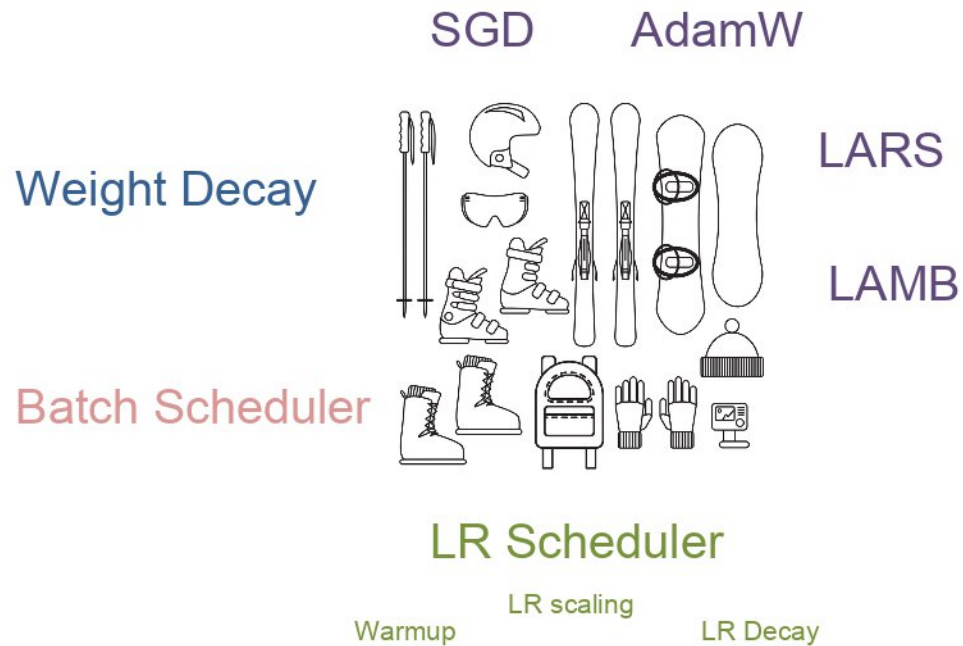 SGD
AdamW
LARS
Weight Decay
LAMB
Batch Scheduler
LR Scheduler
LR scaling
Warmup
LR Decay